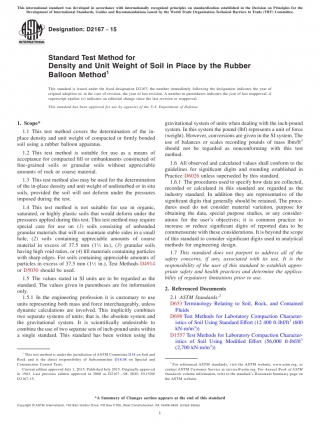 This international standard was developed in accordance with internationally recognized principles on standardization established in the Decision on Principles for the
Development of International Standards, Guides and Recommendations issued by the World Trade Organization Technical Barriers to Trade (TBT) Committee.
Designation: D2167 − 15
Standard Test Method for
Density and Unit Weight of Soil in Place by the Rubber
Balloon Method1
This standard is issued under the fixed designation D2167; the number immediately following the designation indicates the year of
original adoption or, in the case of revision, the year of last revision. A number in parentheses indicates the year of last reapproval. A
superscript epsilon (ε) indicates an editorial change since the last revision or reapproval.
This standard has been approved for use by agencies of the U.S. Department of Defense.
1. Scope*
1.1 This test method covers the determination of the in-
place density and unit weight of compacted or firmly bonded
soil using a rubber balloon apparatus.
1.2 This test method is suitable for use as a means of
acceptance for compacted fill or embankments constructed of
fine-grained soils or granular soils without appreciable
amounts of rock or coarse material.
1.3 This test method also may be used for the determination
of the in-place density and unit weight of undisturbed or in situ
soils, provided the soil will not deform under the pressures
imposed during the test.
1.4 This test method is not suitable for use in organic,
saturated, or highly plastic soils that would deform under the
pressures applied during this test. This test method may require
special care for use on (1) soils consisting of unbonded
granular materials that will not maintain stable sides in a small
hole, (2) soils containing appreciable amounts of coarse
material in excess of 37.5 mm (1½ in.), (3) granular soils
having high void ratios, or (4) fill materials containing particles
with sharp edges. For soils containing appreciable amounts of
particles in excess of 37.5 mm (1½ in.), Test Methods D4914
or D5030 should be used.
1.5 The values stated in SI units are to be regarded as the
standard. The values given in parentheses are for information
only.
1.5.1 In the engineering profession it is customary to use
units representing both mass and force interchangeably, unless
dynamic calculations are involved. This implicitly combines
two separate systems of units; that is, the absolute system and
the gravitational system. It is scientifically undesirable to
combine the use of two separate sets of inch-pound units within
a single standard. This standard has been written using the
gravitational system of units when dealing with the inch-pound
system. In this system the pound (lbf) represents a unit of force
(weight). However, conversions are given in the SI system. The
use of balances or scales recording pounds of mass lbm/ft3
should not be regarded as nonconforming with this test
method.
1.6 All observed and calculated values shall conform to the
guidelines for significant digits and rounding established in
Practice D6026 unless superseded by this standard.
1.6.1 The procedures used to specify how data are collected,
recorded or calculated in this standard are regarded as the
industry standard. In addition they are representative of the
significant digits that generally should be retained. The proce-
dures used do not consider material variation, purpose for
obtaining the data, special purpose studies, or any consider-
ations for the user's objectives; it is common practice to
increase or reduce significant digits of reported data to be
commensurate with these considerations. It is beyond the scope
of this standard to consider significant digits used in analytical
methods for engineering design.
1.7 This standard does not purport to address all of the
safety concerns, if any, associated with its use. It is the
responsibility of the user of this standard to establish appro-
priate safety and health practices and determine the applica-
bility of regulatory limitations prior to use.
2. Referenced Documents
2.1 ASTM Standards:2
D653 Terminology Relating to Soil, Rock, and Contained
Fluids
D698 Test Methods for Laboratory Compaction Character-
istics of Soil Using Standard Effort (12 400 ft-lbf/ft3 (600
kN-m/m3))
D1557 Test Methods for Laboratory Compaction Character-
istics of Soil Using Modified Effort (56,000 ft-lbf/ft3
(2,700 kN-m/m3))
1 This test method is under the jurisdiction of ASTM Committee D18 on Soil and
Rock and is the direct responsibility of Subcommittee D18.08 on Special and
Construction Control Tests.
Current edition approved July 1, 2015. Published July 2015. Originally approved
in 1963. Last previous edition approved in 2008 as D2167 – 08. DOI: 10.1520/
D2167-15.
2 For referenced ASTM standards, visit the ASTM website, www.astm.org, or
contact ASTM Customer Service at service@astm.org. For Annual Book of ASTM
Standards volume information, refer to the standard's Document Summary page on
the ASTM website.
*A Summary of Changes section appears at the end of this standard
Copyright © ASTM International, 100 Barr Harbor Drive, PO Box C700, West Conshohocken, PA 19428-2959. United States
1